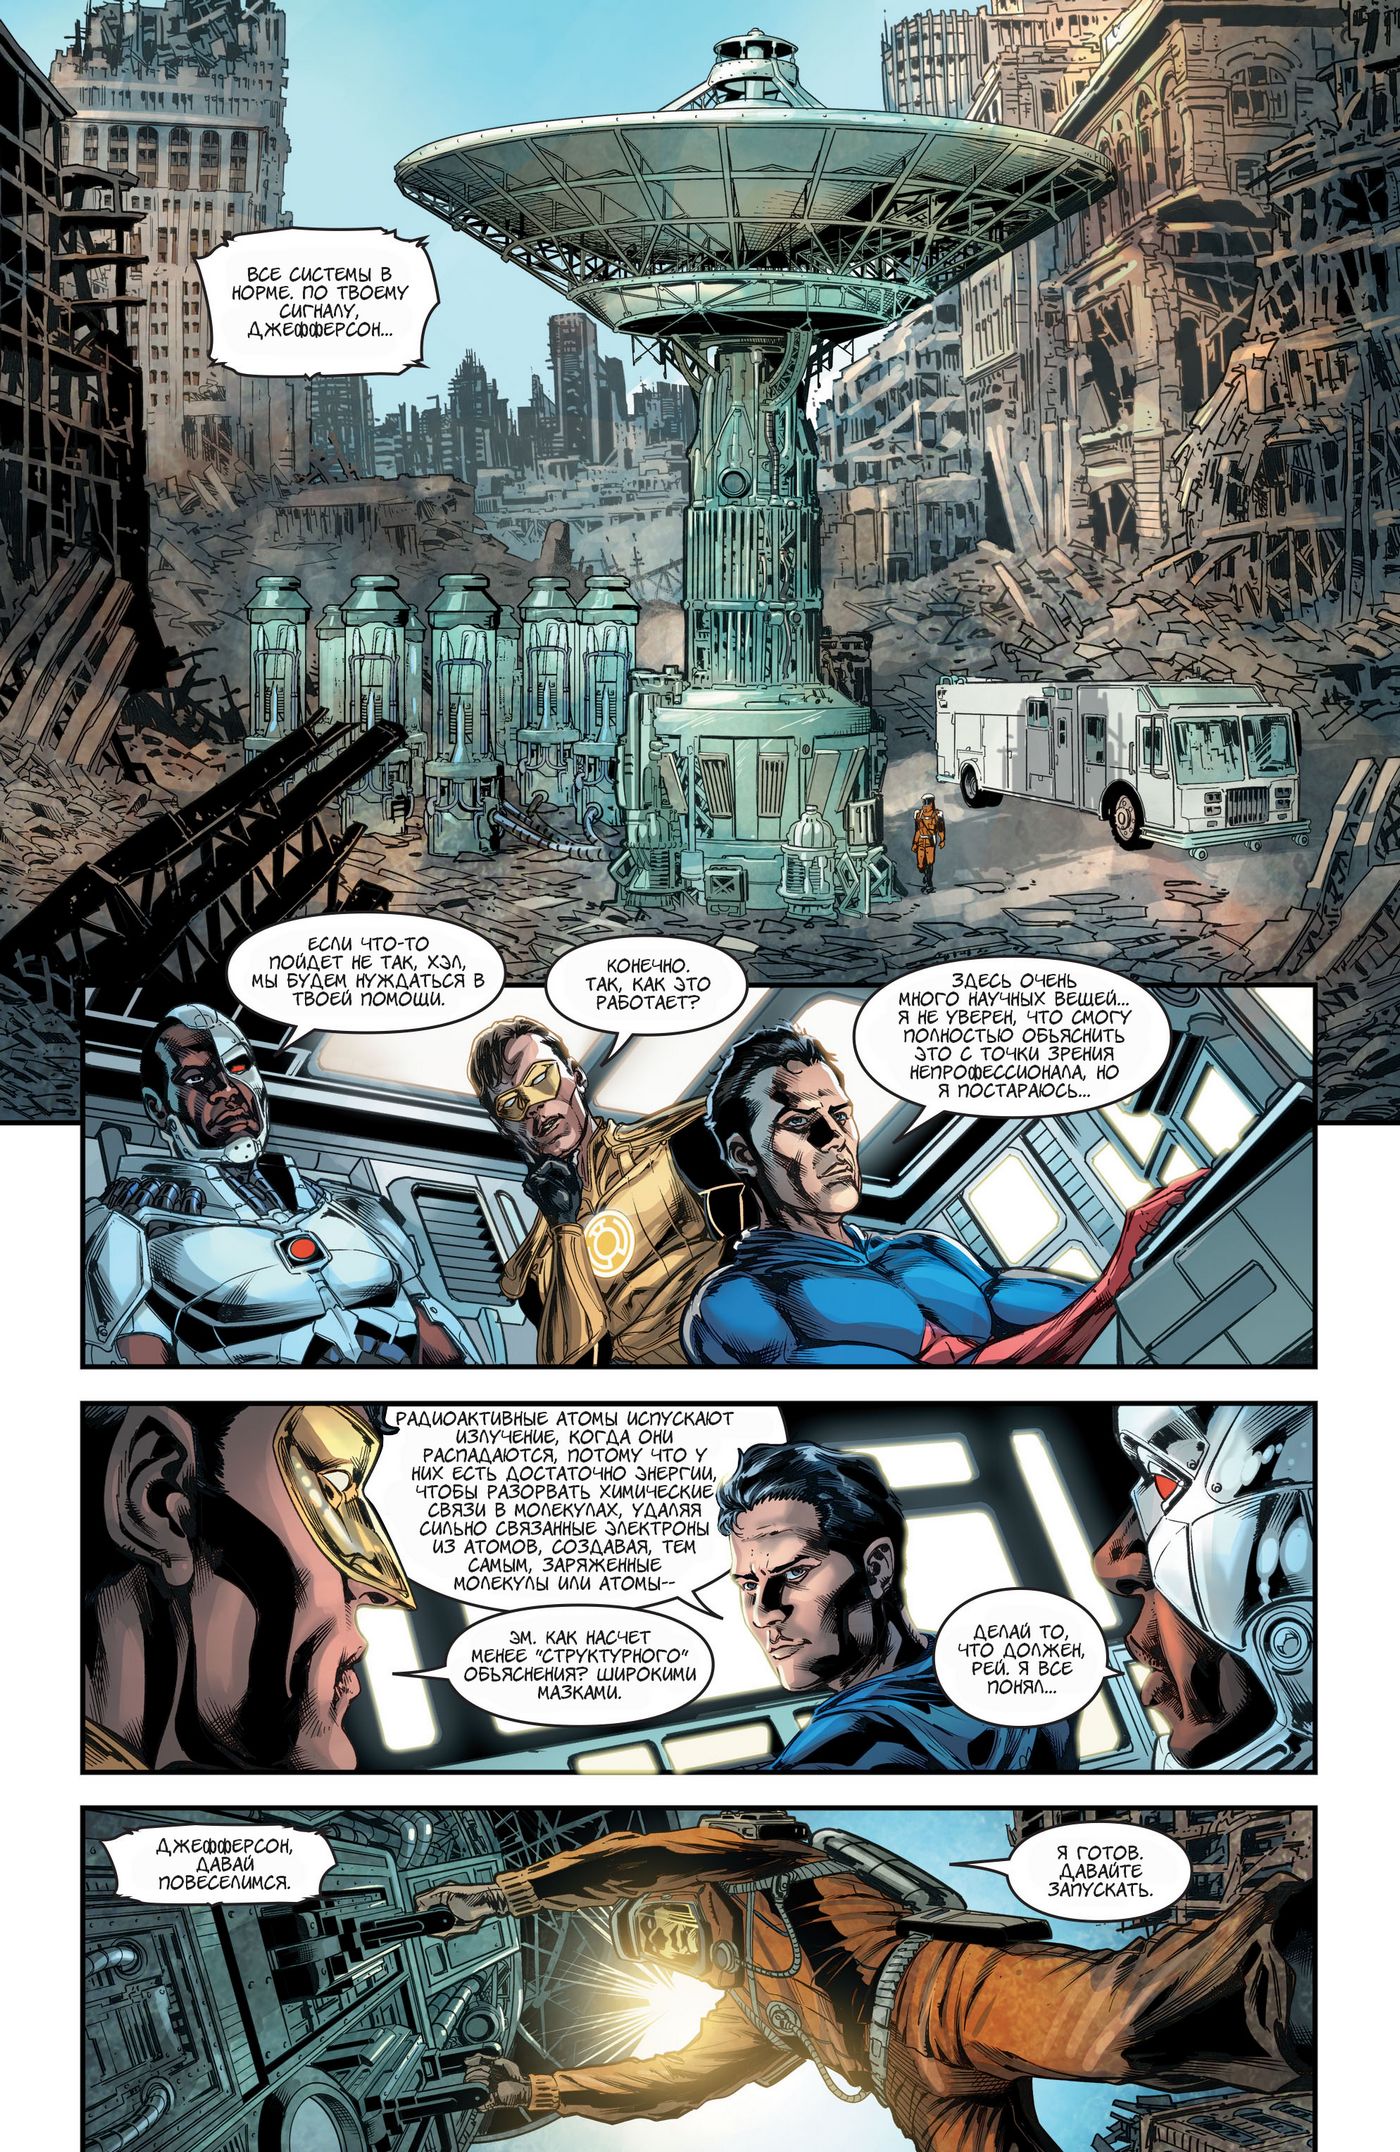 ВСЕ СИСТЕМЫ В
НОРМЕ. ПО ТВОЕМУ
СИГНАЛУ,
ДЖЕФФЕРСОН...
ЕСЛИ ЧТО-ТО
ПОЙДЕТ НЕ ТАК, ХЭЛ,
МЫ БУДЕМ НУЖДАТЬСЯ В
ТВОЕЙ ПОМОЩИ.
КОНЕЧНО.
ТАК, КАК ЭТО
РАБОТАЕТ?
ЗДЕСЬ ОЧЕНЬ
МНОГО НАУЧНЫХ ВЕЩЕЙ...
Я НЕ УВЕРЕН, ЧТО СМОГУ
ПОЛНОСТЬЮ ОБЬЯСНИТЬ
ЭТО С ТОЧКИ ЗРЕНИЯ
НЕПРОФЕССИОНАЛА, НО
Я ПОСТАРАЮСЬ...
РАДИОАКТИВНЫЕ АТОМЫ ИСПУСКАЮТ
ИЗЛУЧЕНИЕ, КОГДА ОНИ
РАСПАДАЮТСЯ, ПОТОМУ ЧТО У
НИХ ЕСТЬ ДОСТАТОЧНО ЭНЕРГИИ,
ЧТОБЫ РАЗОРВАТЬ ХИМИЧЕСКИЕ
СВЯЗИ В МОЛЕКУЛАХ, УДАЛЯЯ
СИЛЬНО СВЯЗАННЫЕ ЭЛЕКТРОНЫ
ИЗ АТОМОВ, СОЗДАВАЯ, ТЕМ
САМЫМ, ЗАРЯЖЕННЫЕ
МОЛЕКУЛЫ ИЛИ АТОМЫ--
ЭМ. КАК НАСЧЕТ
МЕНЕЕ "СТРУКТУРНОГО"
ОБЬЯСНЕНИЯ? ШИРОКИМИ
МАЗКАМИ.
ДЕЛАЙ ТО,
ЧТО ДОЛЖЕН,
РЕЙ. Я ВСЕ
ПОНЯЛ...
ДЖЕФФЕРСОН,
ДАВАЙ
ПОВЕСЕЛИМСЯ.
Я ГОТОВ.
ДАВАЙТЕ
ЗАПУСКАТЬ.